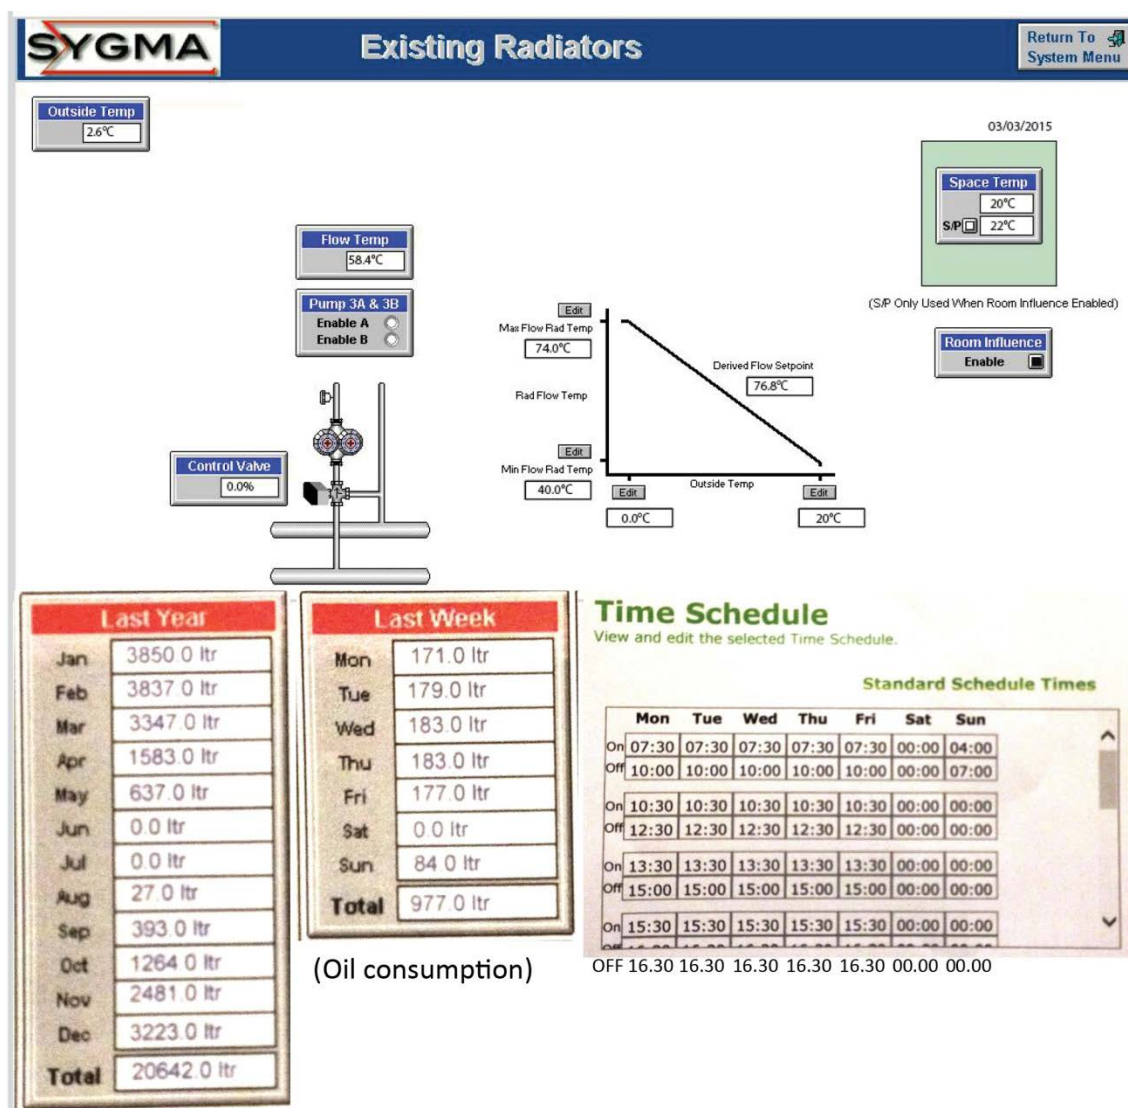 SYGMA
Existing Radiators
Return To
System Menu
Outside Temp
2.6°C
03/03/2015
Space Temp
20°C
S/P 22°C
(S/P Only Used When Room Influence Enabled)
Room Influence
Enable
Flow Temp
58.4°C
Pump 3A & 3B
Enable A
Enable B
Control Valve
0.0%
Edit
Max Flow Rad Temp
74.0°C
Derived Flow Setpoint
76.8°C
Rad Flow Temp
Edit
Min Flow Rad Temp
40.0°C
Outside Temp
Edit Edit
0.0°C 20°C
Last Year
Jan 3850.0 ltr
Feb 3837.0 ltr
Mar 3347.0 ltr
Apr 1583.0 ltr
May 637.0 ltr
Jun 0.0 ltr
Jul 0.0 ltr
Aug 27.0 ltr
Sep 393.0 ltr
Oct 1264.0 ltr
Nov 2481.0 ltr
Dec 3223.0 ltr
Total 20642.0 ltr
Last Week
Mon 171.0 ltr
Tue 179.0 ltr
Wed 183.0 ltr
Thu 183.0 ltr
Fri 177.0 ltr
Sat 0.0 ltr
Sun 84.0 ltr
Total 977.0 ltr
(Oil consumption)
Time Schedule
View and edit the selected Time Schedule.
Standard Schedule Times
Mon Tue Wed Thu Fri Sat Sun
On 07:30 07:30 07:30 07:30 07:30 00:00 04:00
Off 10:00 10:00 10:00 10:00 10:00 00:00 07:00
On 10:30 10:30 10:30 10:30 10:30 00:00 00:00
Off 12:30 12:30 12:30 12:30 12:30 00:00 00:00
On 13:30 13:30 13:30 13:30 13:30 00:00 00:00
Off 15:00 15:00 15:00 15:00 15:00 00:00 00:00
On 15:30 15:30 15:30 15:30 15:30 00:00 00:00
OFF 16.30 16.30 16.30 16.30 16.30 00.00 00.00